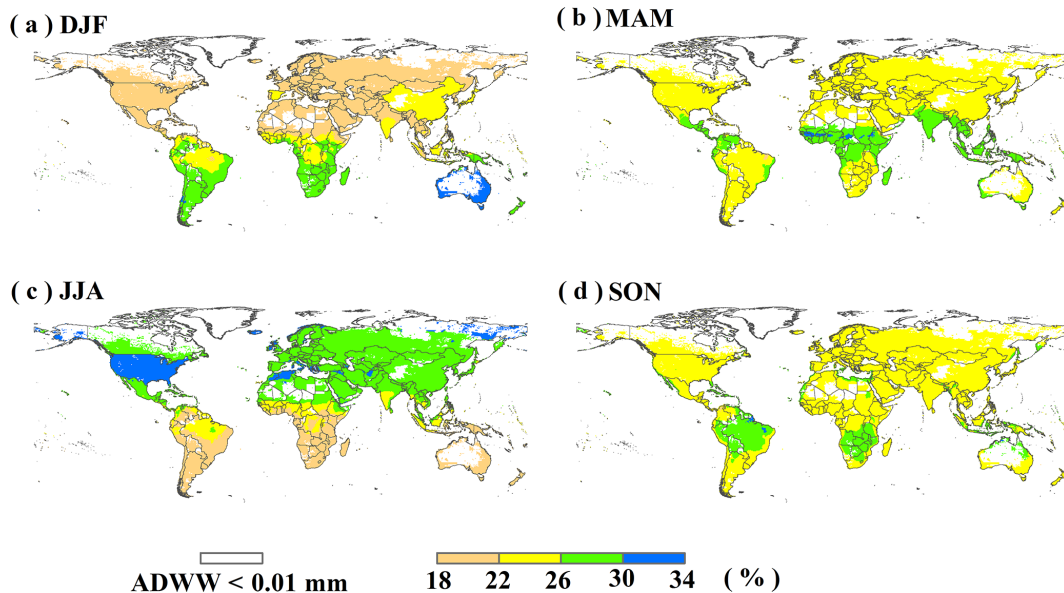 ( a ) DJF
( b ) MAM
( c ) JJA
( d ) SON
ADWW < 0.01 mm
18 22 26 30 34 ( % )